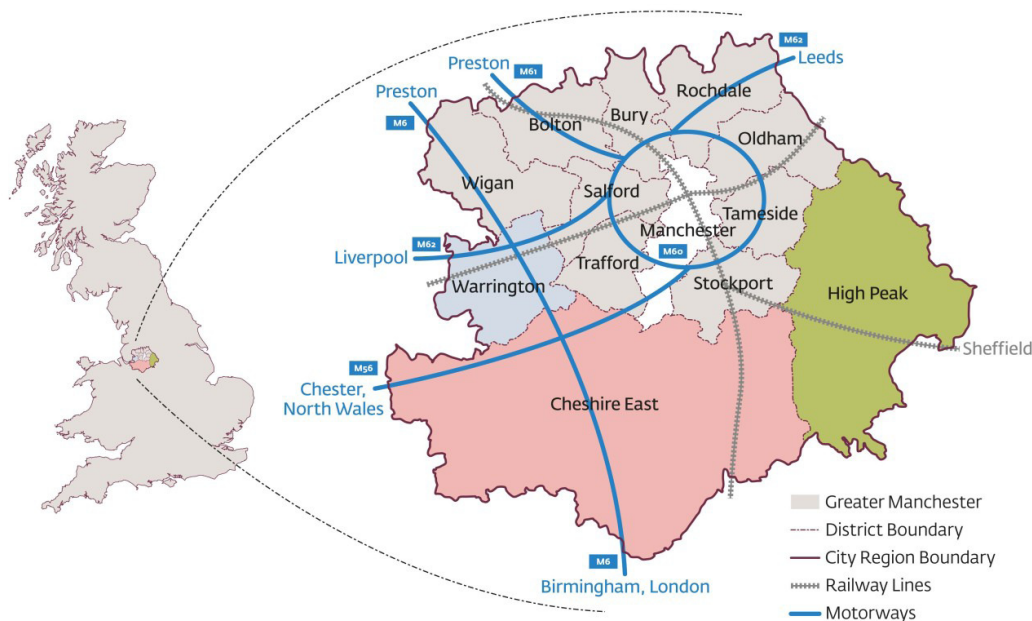 M62
Leeds
Preston
M61
Preston
M6
Rochdale
Bury
Bolton
Oldham
Wigan
Salford
Tameside
Manchester
M62
Liverpool
M60
Trafford
Warrington
Stockport
High Peak
Sheffield
M56
Chester,
North Wales
Cheshire East
M6
Birmingham, London
Greater Manchester
District Boundary
City Region Boundary
Railway Lines
Motorways